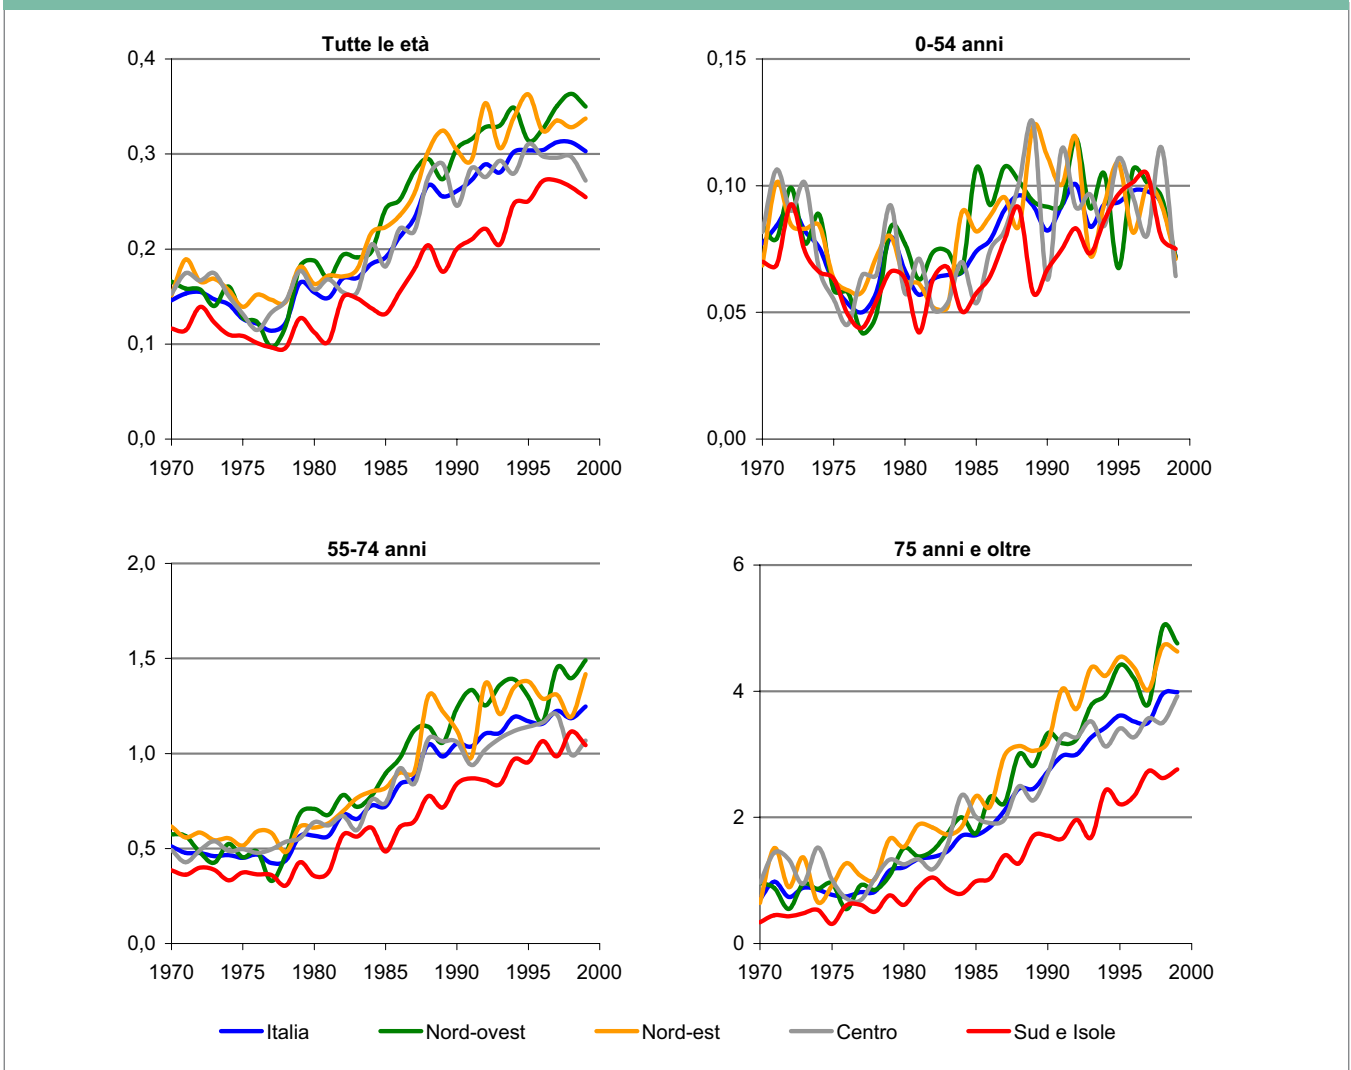 Tutte le età
0,4
0,3
0,2
0,1
0,0
1970 1975 1980 1985 1990 1995 2000
0-54 anni
0,15
0,10
0,05
0,00
1970 1975 1980 1985 1990 1995 2000
55-74 anni
2,0
1,5
1,0
0,5
0,0
1970 1975 1980 1985 1990 1995 2000
75 anni e oltre
6
4
2
0
1970 1975 1980 1985 1990 1995 2000
Italia Nord-ovest Nord-est Centro Sud e Isole